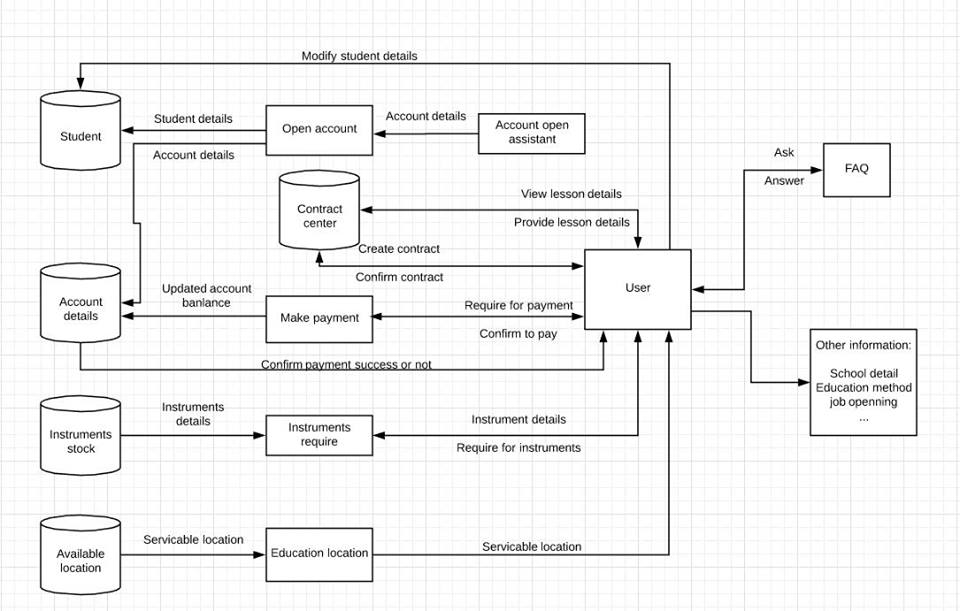 Modify student details
Student
Student details
Open account
Account details
Account open
assistant
Account details
Ask
Answer
FAQ
Contract
center
View lesson details
Provide lesson details
Create contract
Confirm contract
User
Account
details
Updated account
banlance
Make payment
Require for payment
Confirm to pay
Confirm payment success or not
Other information:
School detail
Education method
job openning
...
Instruments
stock
Instruments
details
Instruments
require
Instrument details
Require for instruments
Available
location
Servicable location
Education location
Servicable location